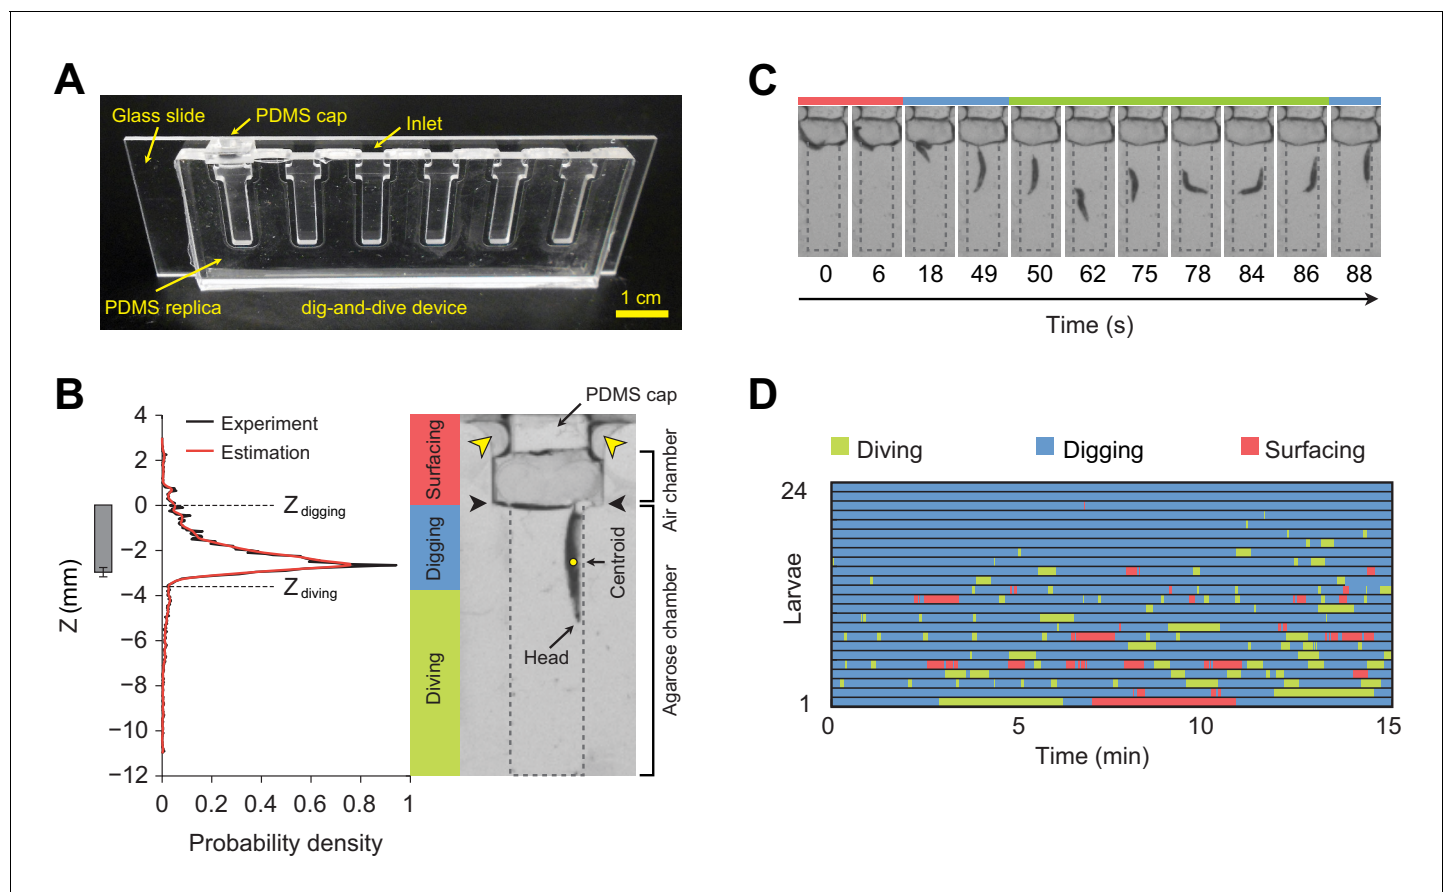 A
Glass slide
PDMS cap
Inlet
PDMS replica
dig-and-dive device
1 cm
B
Experiment
Estimation
4
2
0
−2
−4
−6
−8
−10
−12
Z (mm)
Z digging
Z diving
0 0.2 0.4 0.6 0.8 1
Probability density
Surfacing
Digging
Diving
PDMS cap
Air chamber
Centroid
Head
Agarose chamber
C
0 6 18 49 50 62 75 78 84 86 88
Time (s)
D
Diving Digging Surfacing
24
Larvae
1
0 5 10 15
Time (min)